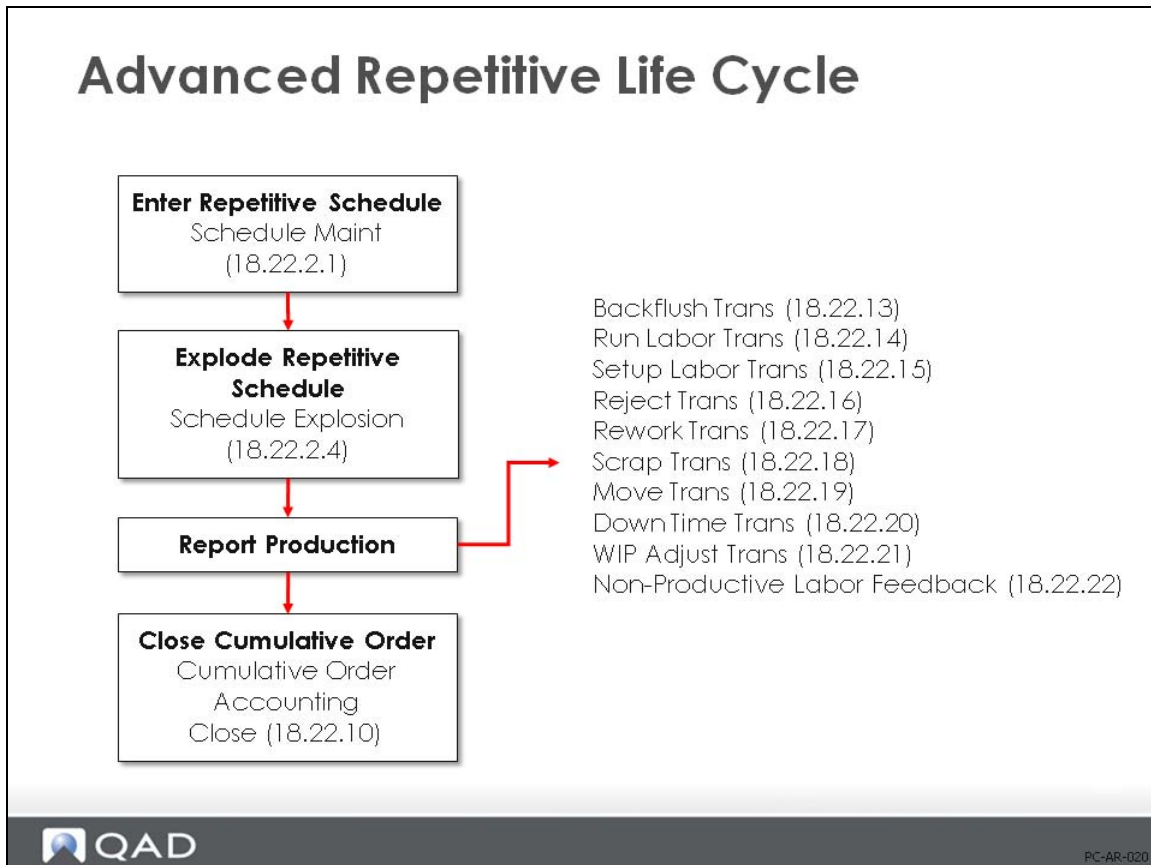 Advanced Repetitive Life Cycle
Enter Repetitive Schedule
Schedule Maint
(18.22.2.1)
Explode Repetitive
Schedule
Schedule Explosion
(18.22.2.4)
Report Production
Close Cumulative Order
Cumulative Order
Accounting
Close (18.22.10)
Backflush Trans (18.22.13)
Run Labor Trans (18.22.14)
Setup Labor Trans (18.22.15)
Reject Trans (18.22.16)
Rework Trans (18.22.17)
Scrap Trans (18.22.18)
Move Trans (18.22.19)
Down Time Trans (18.22.20)
WIP Adjust Trans (18.22.21)
Non-Productive Labor Feedback (18.22.22)
QAD
PC-AR-020